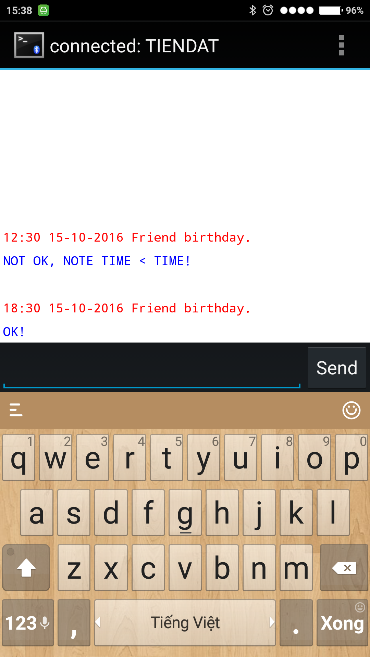 15:38
96%
>_ connected: TIENDAT
12:30 15-10-2016 Friend birthday.
NOT OK, NOTE TIME < TIME!
18:30 15-10-2016 Friend birthday.
OK!
Send
1 2 3 4 5 6 7 8 9 0
q w e r t y u i o p
a s d f g h j k l
z x c v b n m
123 , Tiếng Việt . Xong